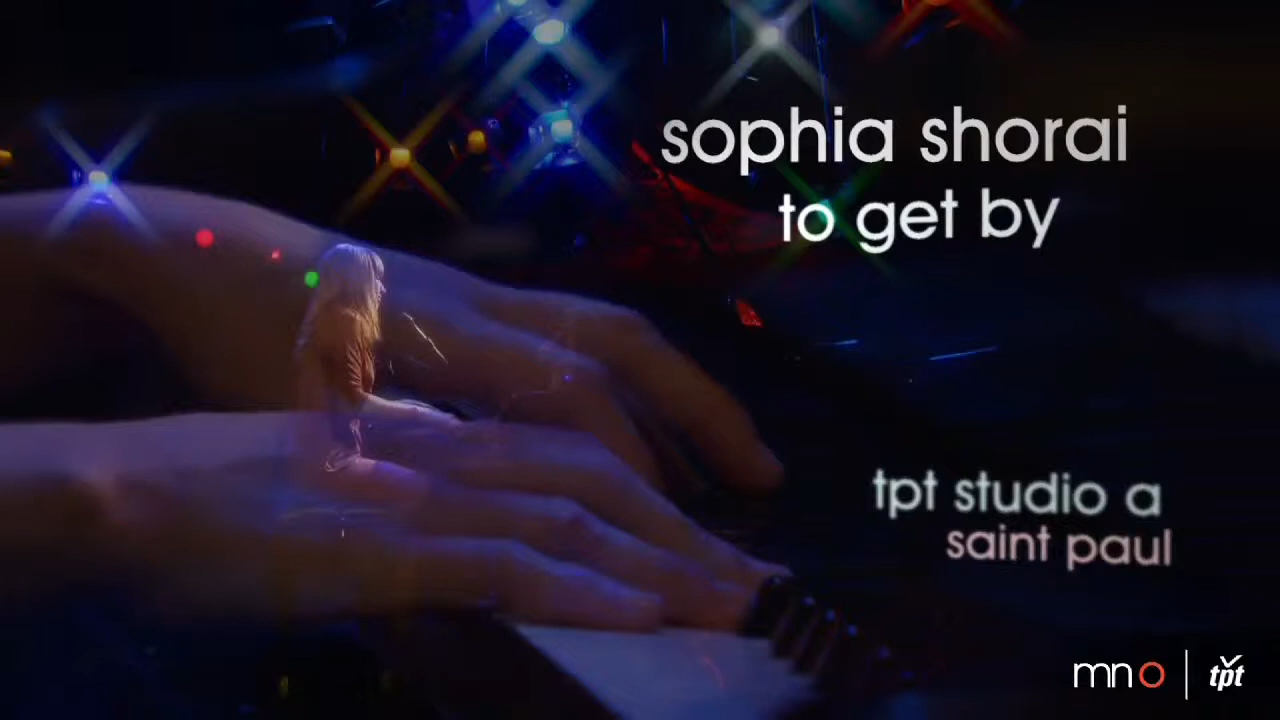 sophia shorai
to get by
tpt studio a
saint paul
mn o
tpt